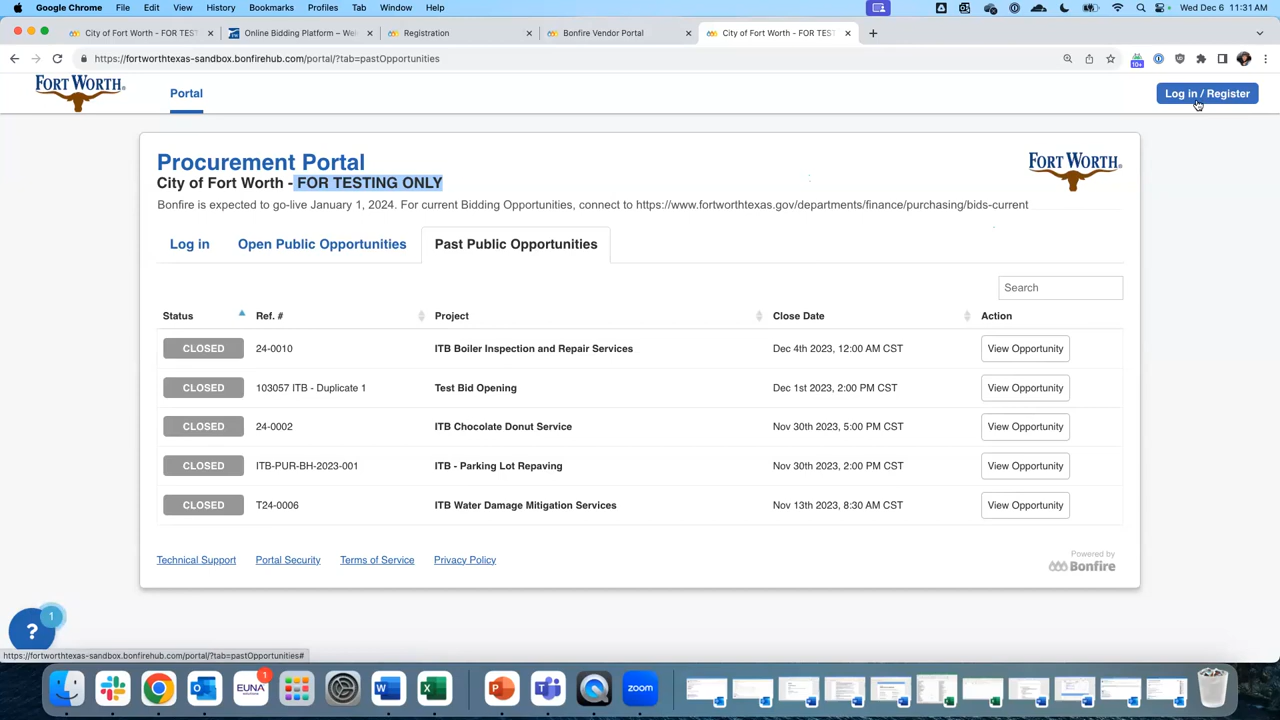 Google Chrome File Edit View History Bookmarks Profiles Tab Window Help Wed Dec 6 11:31 AM
City of Fort Worth - FOR TES Online Bidding Platform – We Registration Bonfire Vendor Portal City of Fort Worth - FOR TES
https://fortworthtexas-sandbox.bonfirehub.com/portal/?tab=pastOpportunities
10+
FORT WORTH
Portal
Log in / Register
Procurement Portal
FORT WORTH
City of Fort Worth - FOR TESTING ONLY
Bonfire is expected to go-live January 1, 2024. For current Bidding Opportunities, connect to https://www.fortworthtexas.gov/departments/finance/purchasing/bids-current
Log in Open Public Opportunities Past Public Opportunities
Search
Status Ref. # Project Close Date Action
CLOSED 24-0010 ITB Boiler Inspection and Repair Services Dec 4th 2023, 12:00 AM CST View Opportunity
CLOSED 103057 ITB - Duplicate 1 Test Bid Opening Dec 1st 2023, 2:00 PM CST View Opportunity
CLOSED 24-0002 ITB Chocolate Donut Service Nov 30th 2023, 5:00 PM CST View Opportunity
CLOSED ITB-PUR-BH-2023-001 ITB - Parking Lot Repaving Nov 30th 2023, 2:00 PM CST View Opportunity
CLOSED T24-0006 ITB Water Damage Mitigation Services Nov 13th 2023, 8:30 AM CST View Opportunity
Technical Support Portal Security Terms of Service Privacy Policy
Powered by
Bonfire
1
?
https://fortworthtexas-sandbox.bonfirehub.com/portal/?tab=pastOpportunities#
EUNA 1 zoom